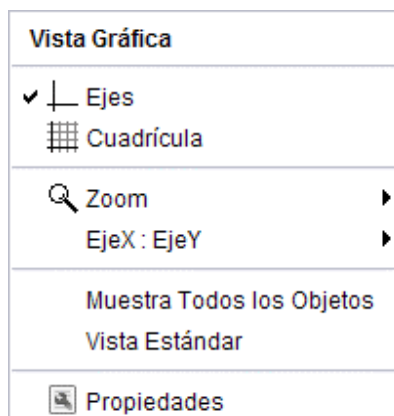 Vista Gráfica
Ejes
Cuadrícula
Zoom
EjeX : EjeY
Muestra Todos los Objetos
Vista Estándar
Propiedades